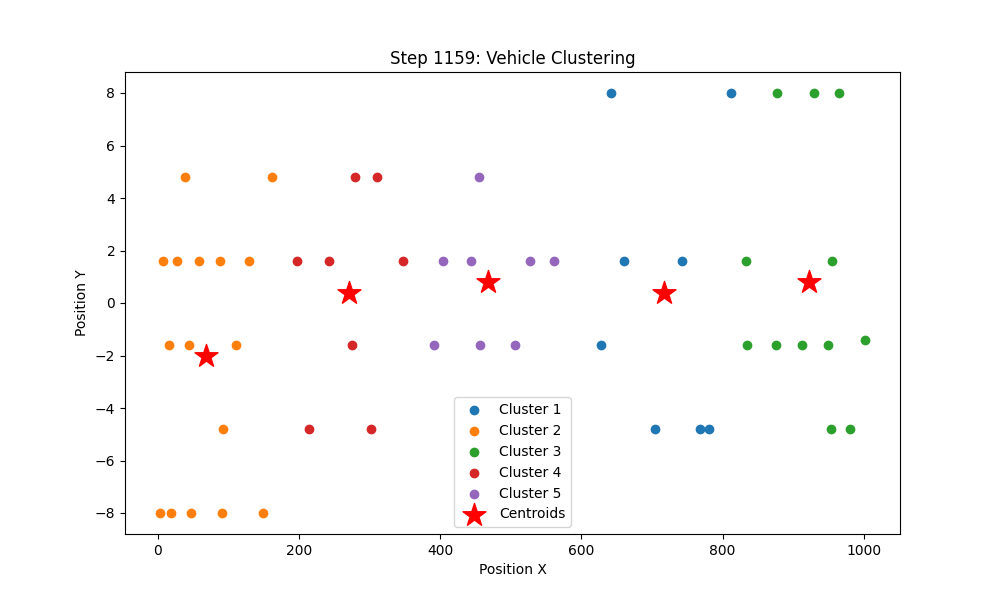 Step 1159: Vehicle Clustering
Position Y
8
6
4
2
0
−2
−4
−6
−8
Cluster 1
Cluster 2
Cluster 3
Cluster 4
Cluster 5
Centroids
0 200 400 600 800 1000
Position X